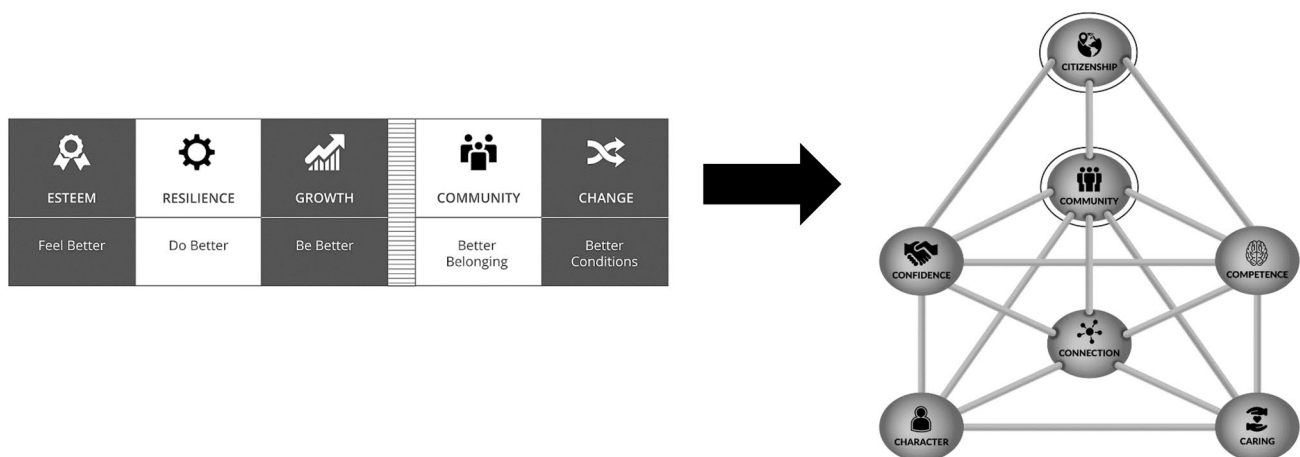 ESTEEM
RESILIENCE
GROWTH
COMMUNITY
CHANGE
Feel Better
Do Better
Be Better
Better
Belonging
Better
Conditions
CITIZENSHIP
COMMUNITY
CONFIDENCE
COMPETENCE
CONNECTION
CHARACTER
CARING